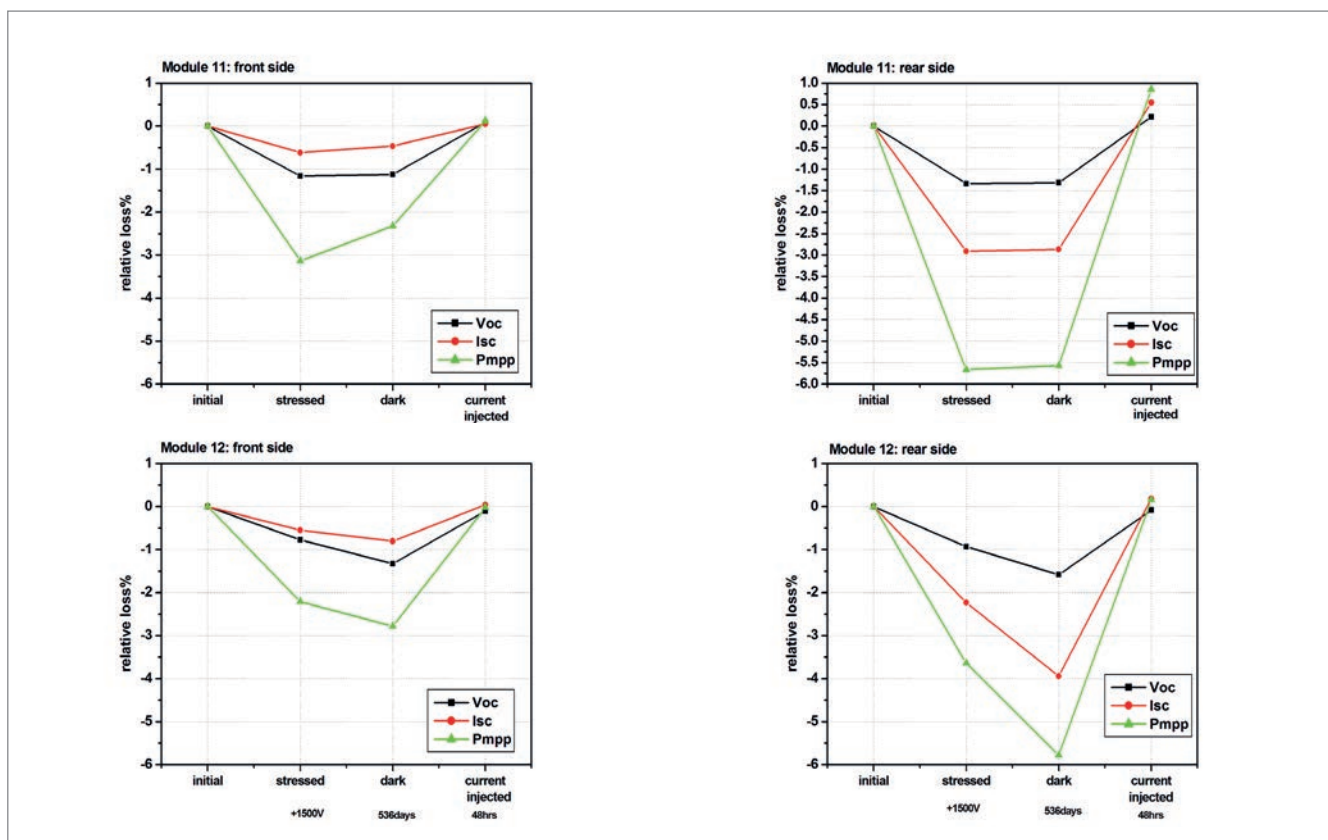 Module 11: front side
1
0
-1
-2
-3
-4
-5
-6
relative loss%
Voc
Isc
Pmpp
initial
stressed
dark
current
injected
Module 11: rear side
1.0
0.5
0.0
-0.5
-1.0
-1.5
-2.0
-2.5
-3.0
-3.5
-4.0
-4.5
-5.0
-5.5
-6.0
relative loss%
Voc
Isc
Pmpp
initial
stressed
dark
current
injected
Module 12: front side
1
0
-1
-2
-3
-4
-5
-6
relative loss%
Voc
Isc
Pmpp
initial
stressed
dark
current
injected
+1500V
536days
48hrs
Module 12: rear side
1
0
-1
-2
-3
-4
-5
-6
relative loss%
Voc
Isc
Pmpp
initial
stressed
dark
current
injected
+1500V
536days
48hrs